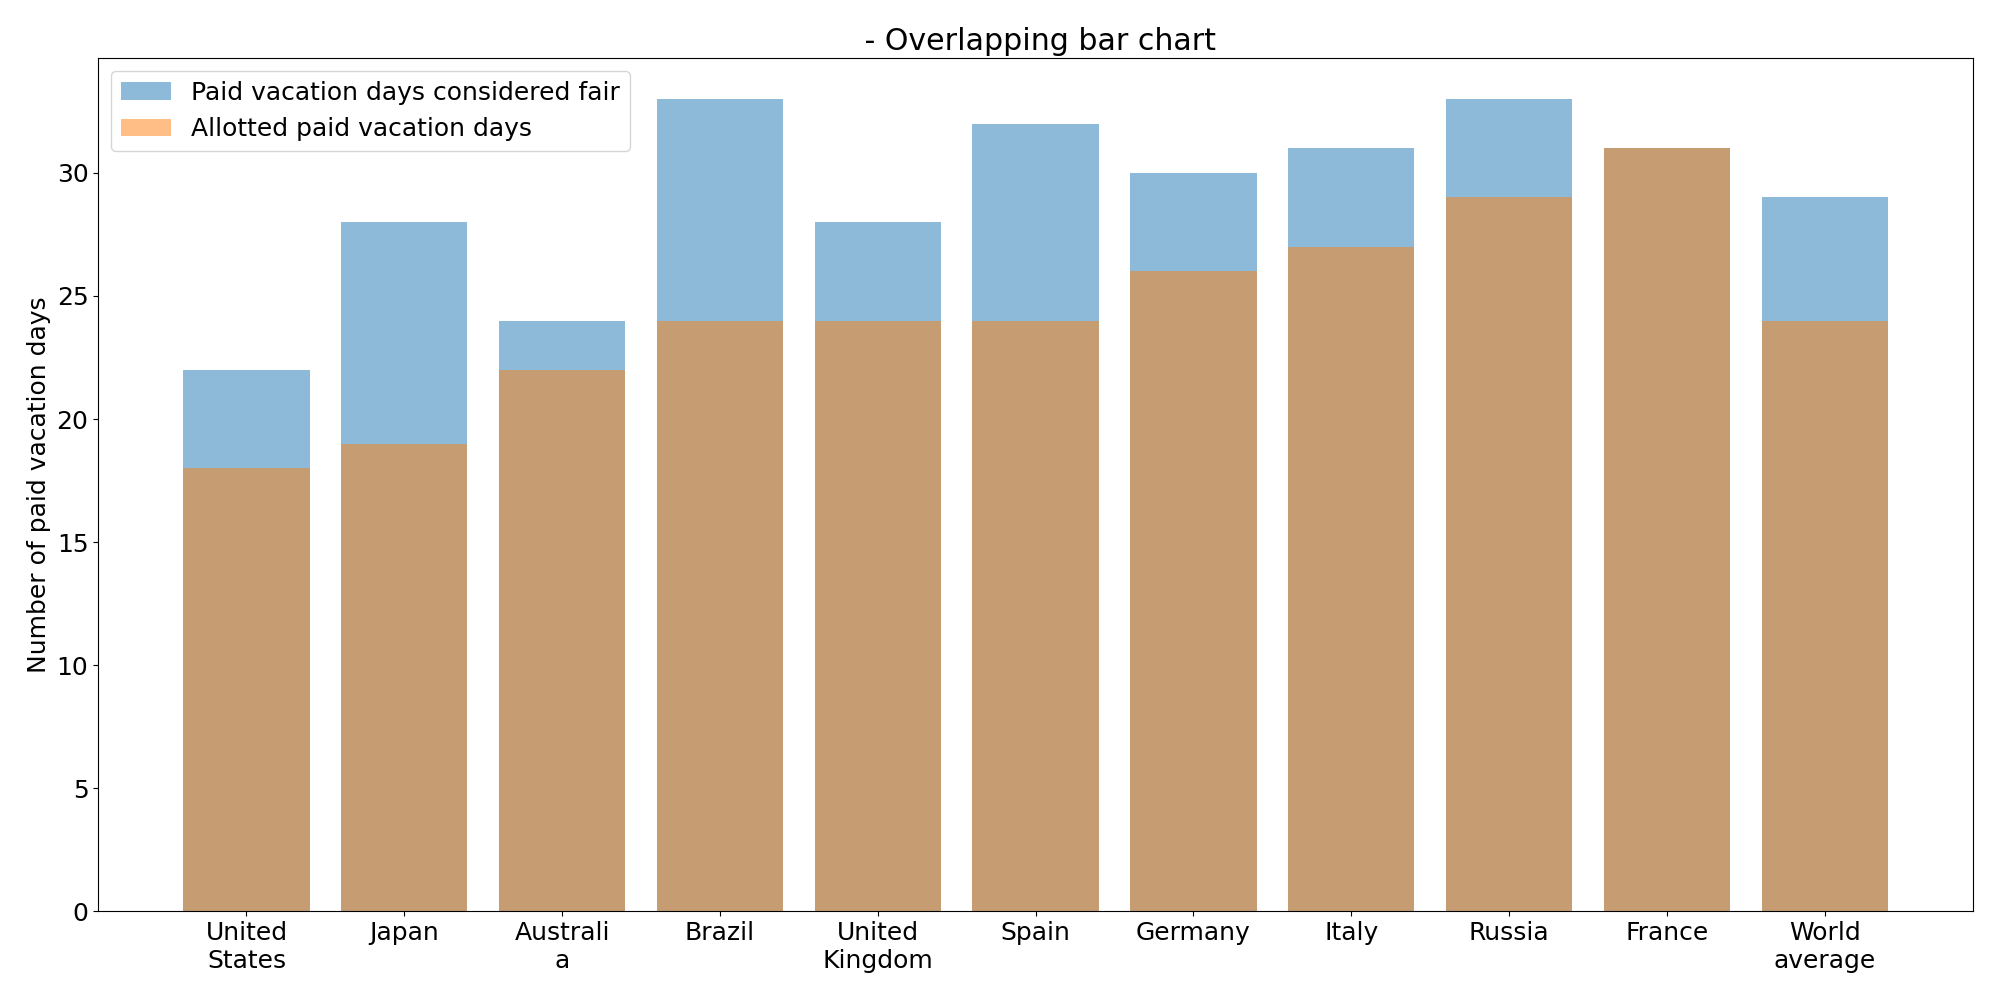 - Overlapping bar chart
Paid vacation days considered fair
Allotted paid vacation days
Number of paid vacation days
30
25
20
15
10
5
0
United
States
Japan
Australi
a
Brazil
United
Kingdom
Spain
Germany
Italy
Russia
France
World
average